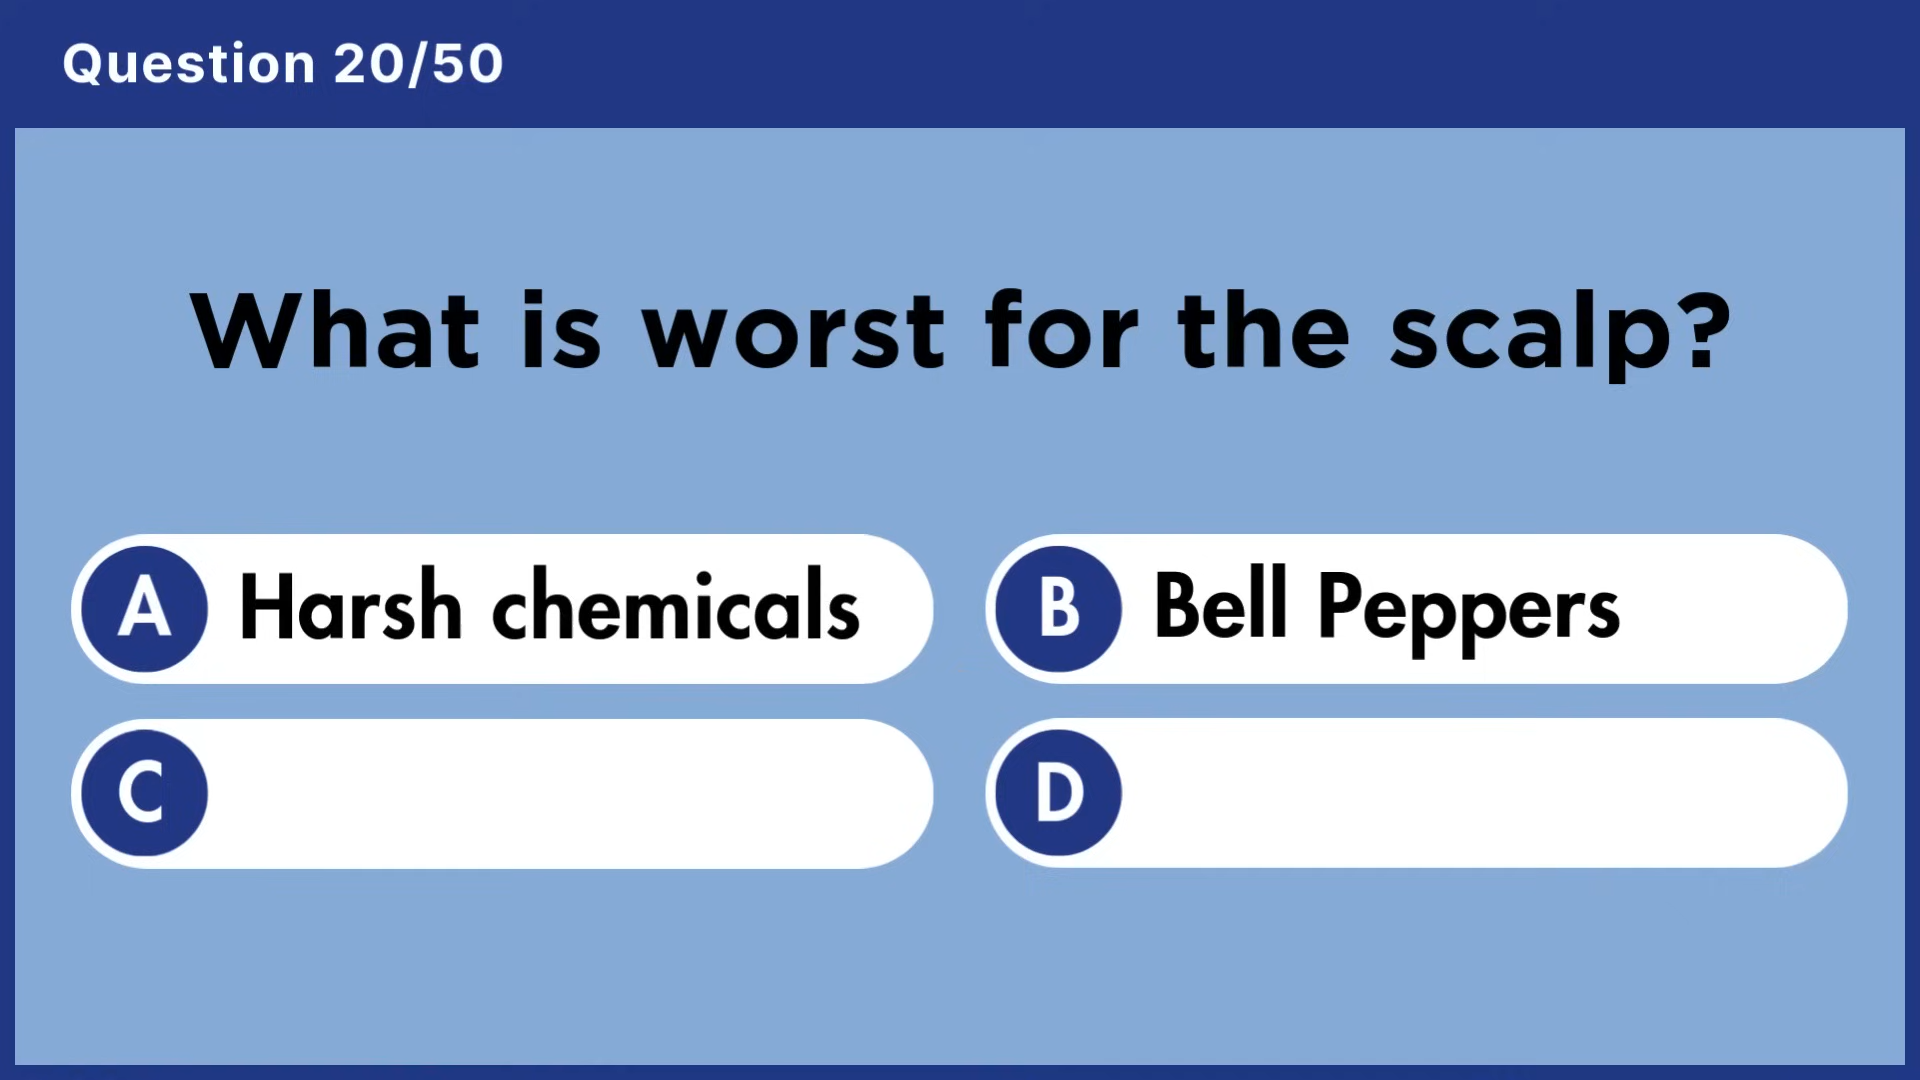 Question 20/50
What is worst for the scalp?
A Harsh chemicals
B Bell Peppers
C
D